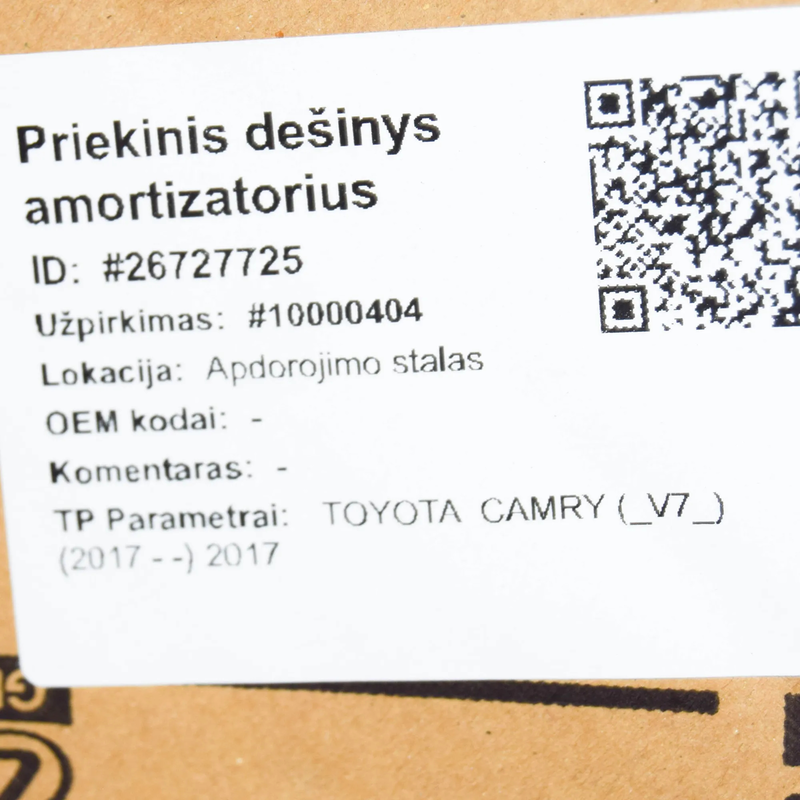 Priekinis dešinys
amortizatorius
ID: #26727725
Užpirkimas: #10000404
Lokacija: Apdorojimo stalas
OEM kodai: -
Komentaras: -
TP Parametrai: TOYOTA CAMRY (_V7_)
(2017 - -) 2017